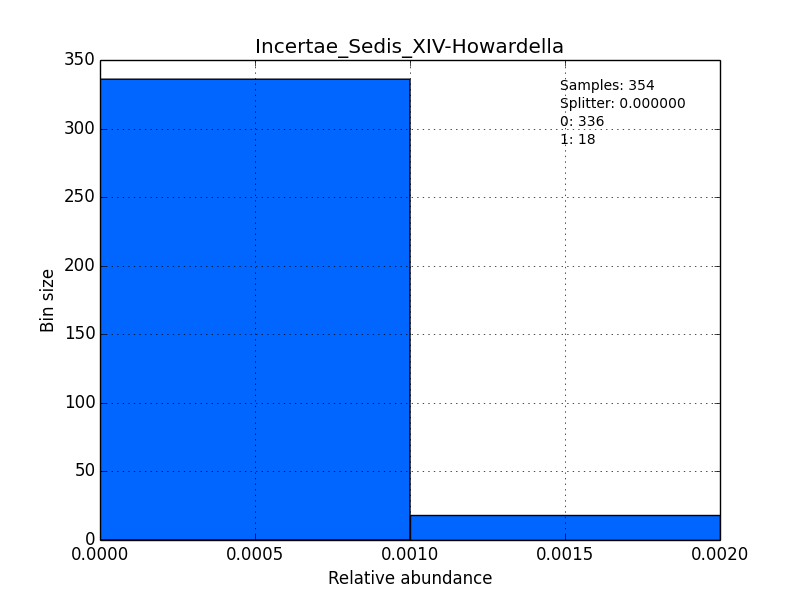 Incertae_Sedis_XIV-Howardella
350
300
250
200
150
100
50
0
Samples: 354
Splitter: 0.000000
0: 336
1: 18
Bin size
0.0000 0.0005 0.0010 0.0015 0.0020
Relative abundance